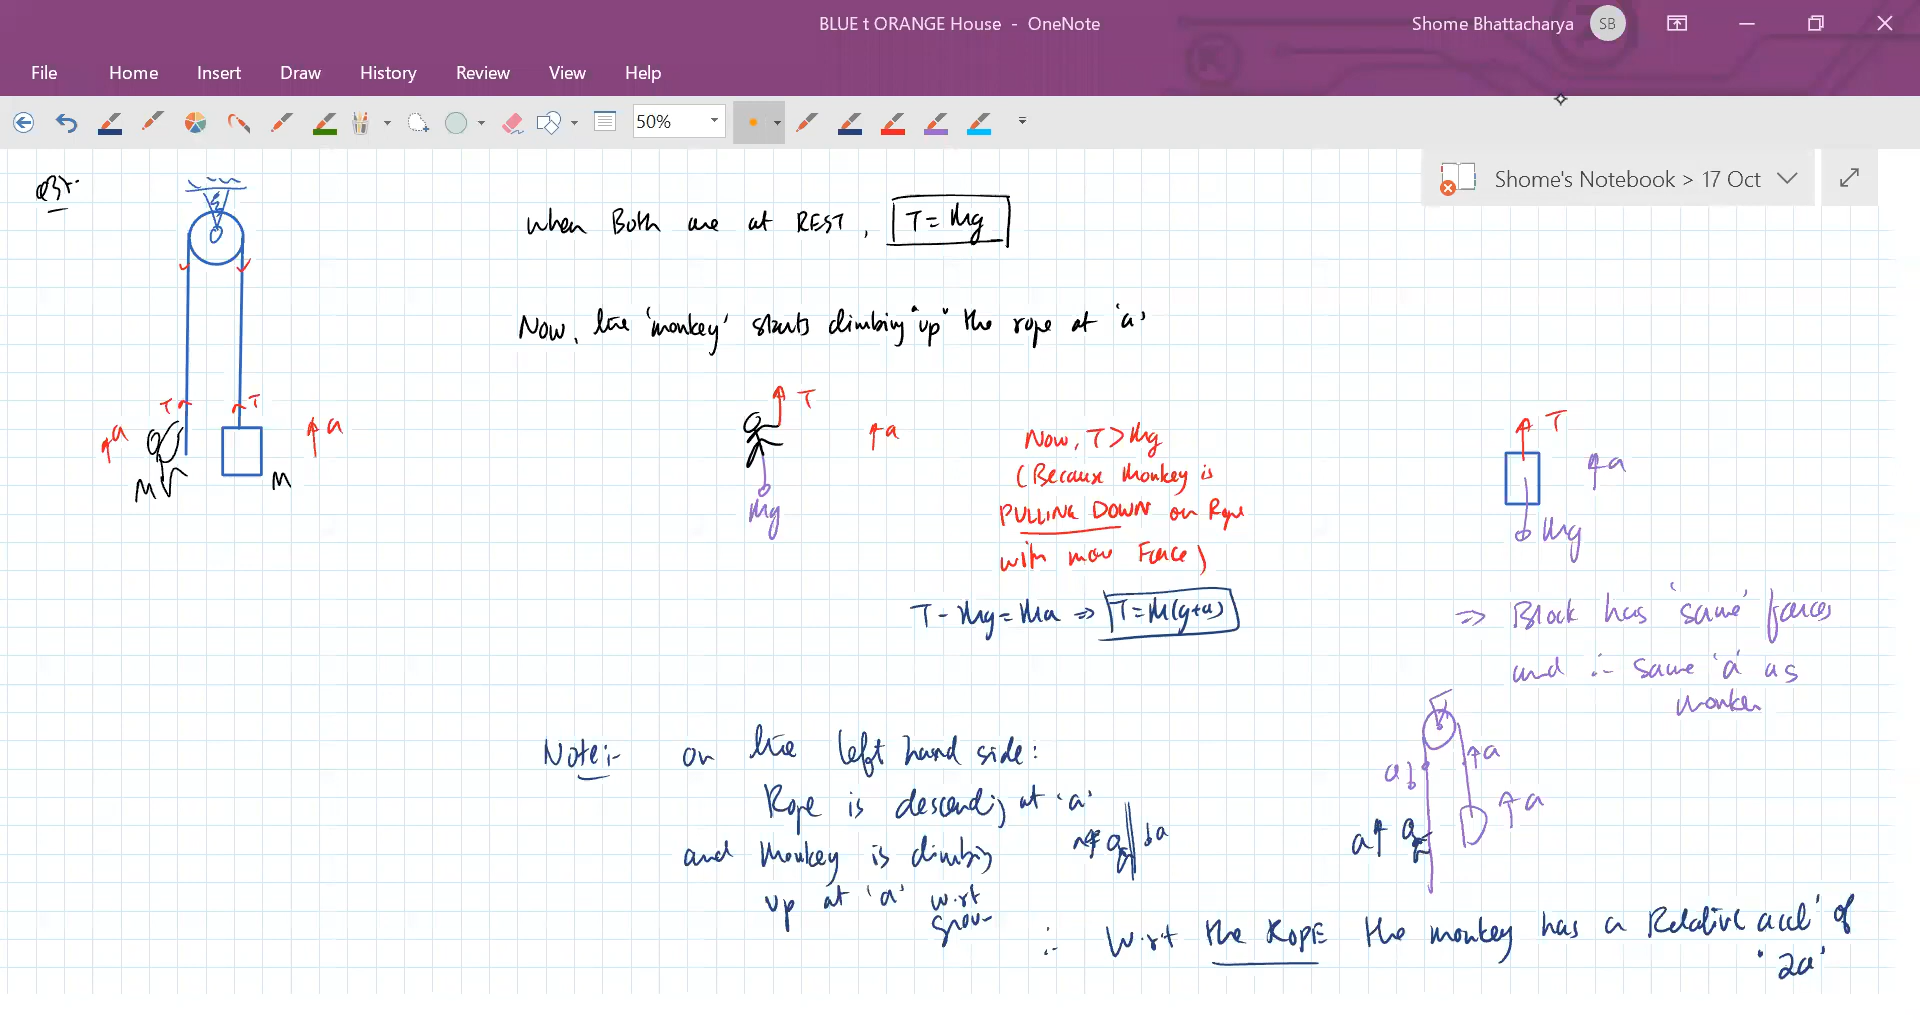 BLUE t ORANGE House - OneNote
Shome Bhattacharya SB
File Home Insert Draw History Review View Help
50%
Shome's Notebook > 17 Oct
Q37.
When Both are at REST, T = Mg
Now, the 'monkey' starts climbing "up" the rope at 'a'
T T
a a
M M
T
a
Mg
Now, T > Mg
(Because Monkey is
PULLING DOWN on Rope
with more Force)
T - Mg = Ma ⇒ T = M(g+a)
T
a
Mg
⇒ Block has 'same' forces
and ∴ same 'a' as
monke
a a
a
a
Note:- on the left hand side:
Rope is descending at 'a'
and Monkey is climbing
up at 'a' w.r.t
a
∴ W.r.t the ROPE the monkey has a Relative accl' of
'2a'